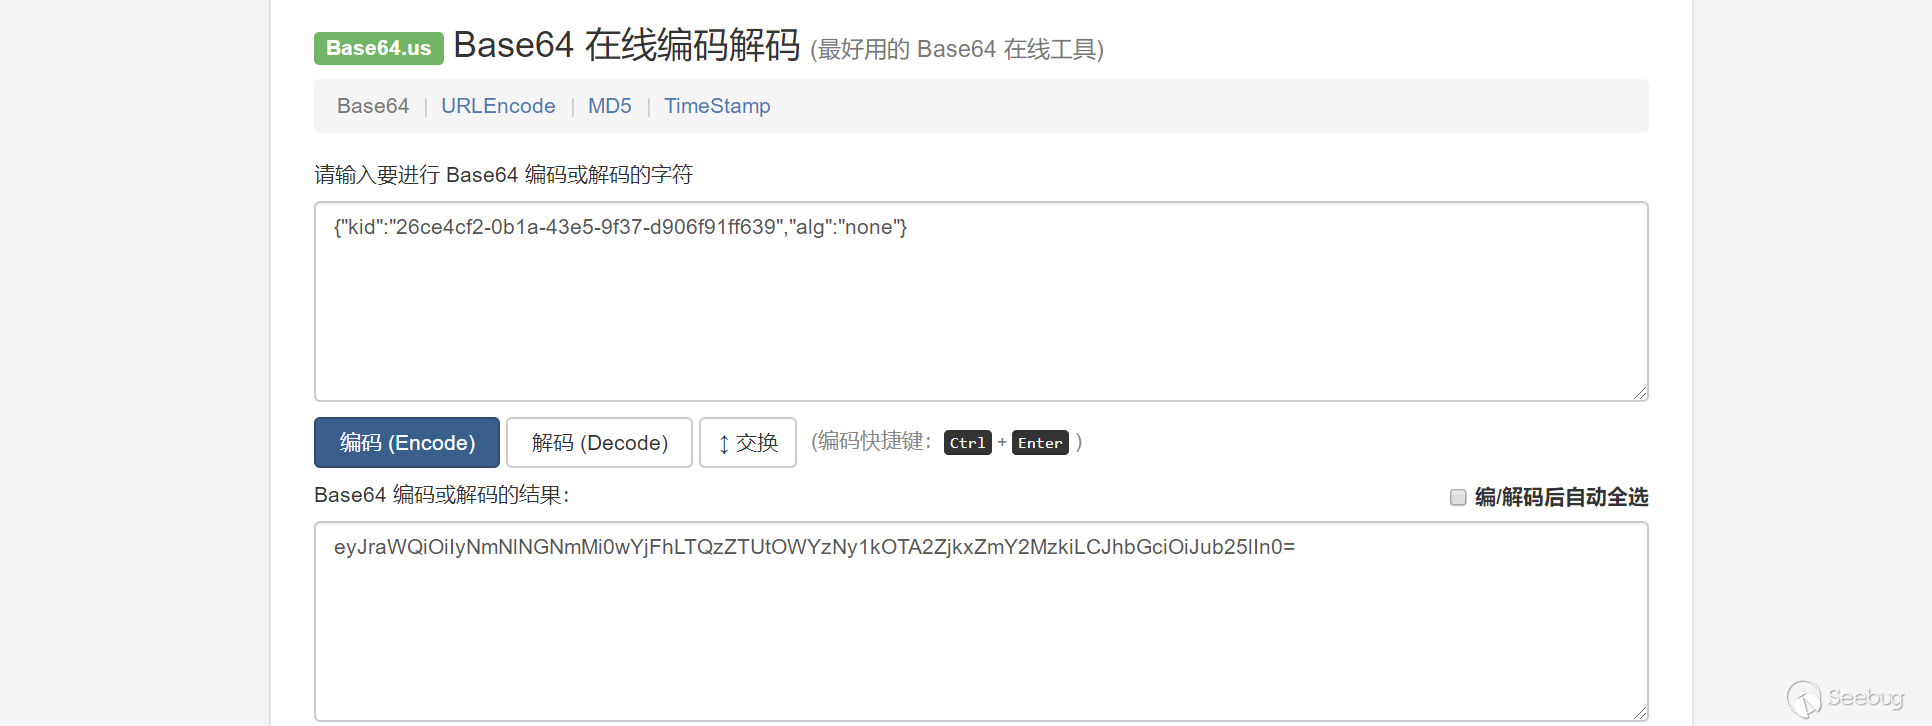 Base64.us Base64 在线编码解码 (最好用的 Base64 在线工具)
Base64 | URLEncode | MD5 | TimeStamp
请输入要进行 Base64 编码或解码的字符
{"kid":"26ce4cf2-0b1a-43e5-9f37-d906f91ff639","alg":"none"}
编码 (Encode) 解码 (Decode) ↕ 交换 (编码快捷键: Ctrl + Enter )
Base64 编码或解码的结果:
编/解码后自动全选
eyJraWQiOiIyNmNlNGNmMi0wYjFhLTQzZTUtOWYzNy1kOTA2ZjkxZmY2MzkiLCJhbGciOiJub25lIn0=
Seebug